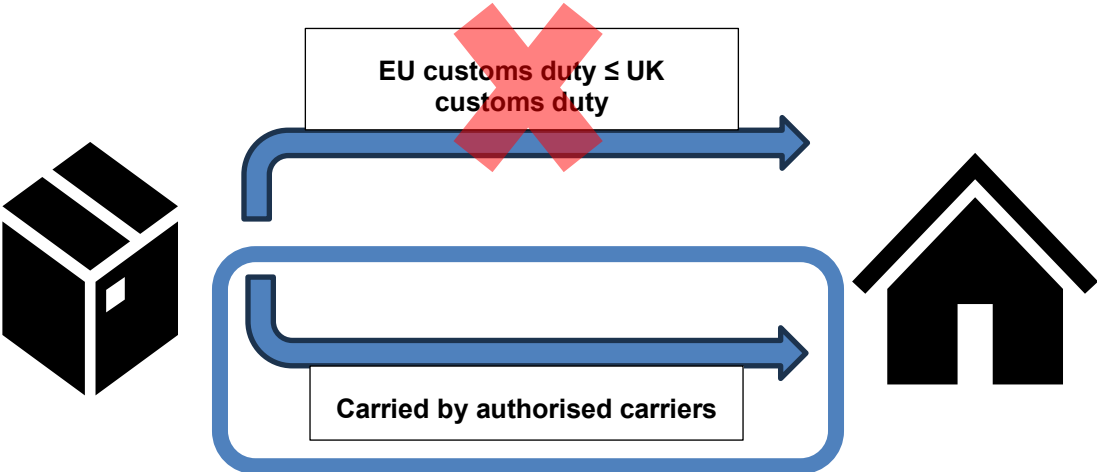 EU customs duty ≤ UK
customs duty
Carried by authorised carriers